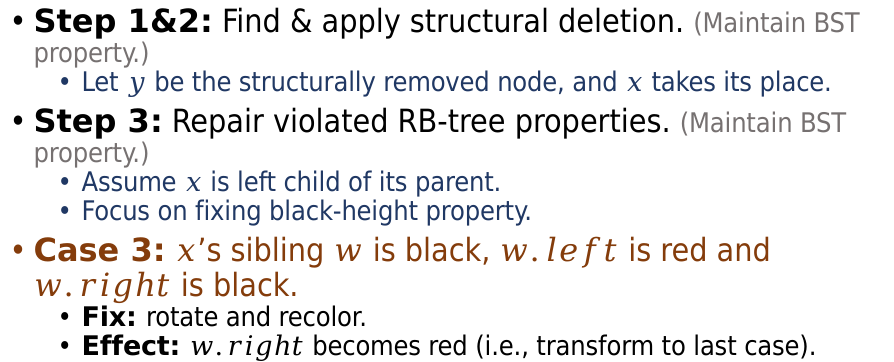 • Step 1&2: Find & apply structural deletion. (Maintain BST
property.)
• Let y be the structurally removed node, and x takes its place.
• Step 3: Repair violated RB-tree properties. (Maintain BST
property.)
• Assume x is left child of its parent.
• Focus on fixing black-height property.
• Case 3: x’s sibling w is black, w.left is red and
w.right is black.
• Fix: rotate and recolor.
• Effect: w.right becomes red (i.e., transform to last case).